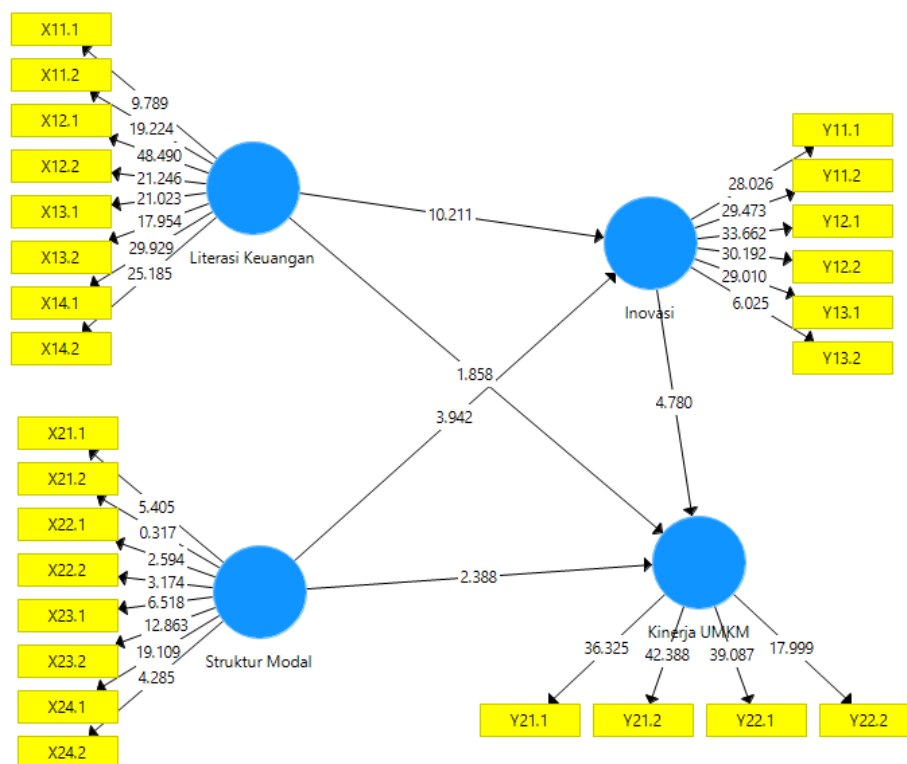 X11.1
X11.2
X12.1
X12.2
X13.1
X13.2
X14.1
X14.2
9.789
19.224
48.490
21.246
21.023
17.954
29.929
25.185
Literasi Keuangan
10.211
1.858
3.942
2.388
4.780
Inovasi
28.026
29.473
33.662
30.192
29.010
6.025
Y11.1
Y11.2
Y12.1
Y12.2
Y13.1
Y13.2
X21.1
X21.2
X22.1
X22.2
X23.1
X23.2
X24.1
X24.2
5.405
0.317
2.594
3.174
6.518
12.863
19.109
4.285
Struktur Modal
Kinerja UMKM
36.325
42.388
39.087
17.999
Y21.1
Y21.2
Y22.1
Y22.2